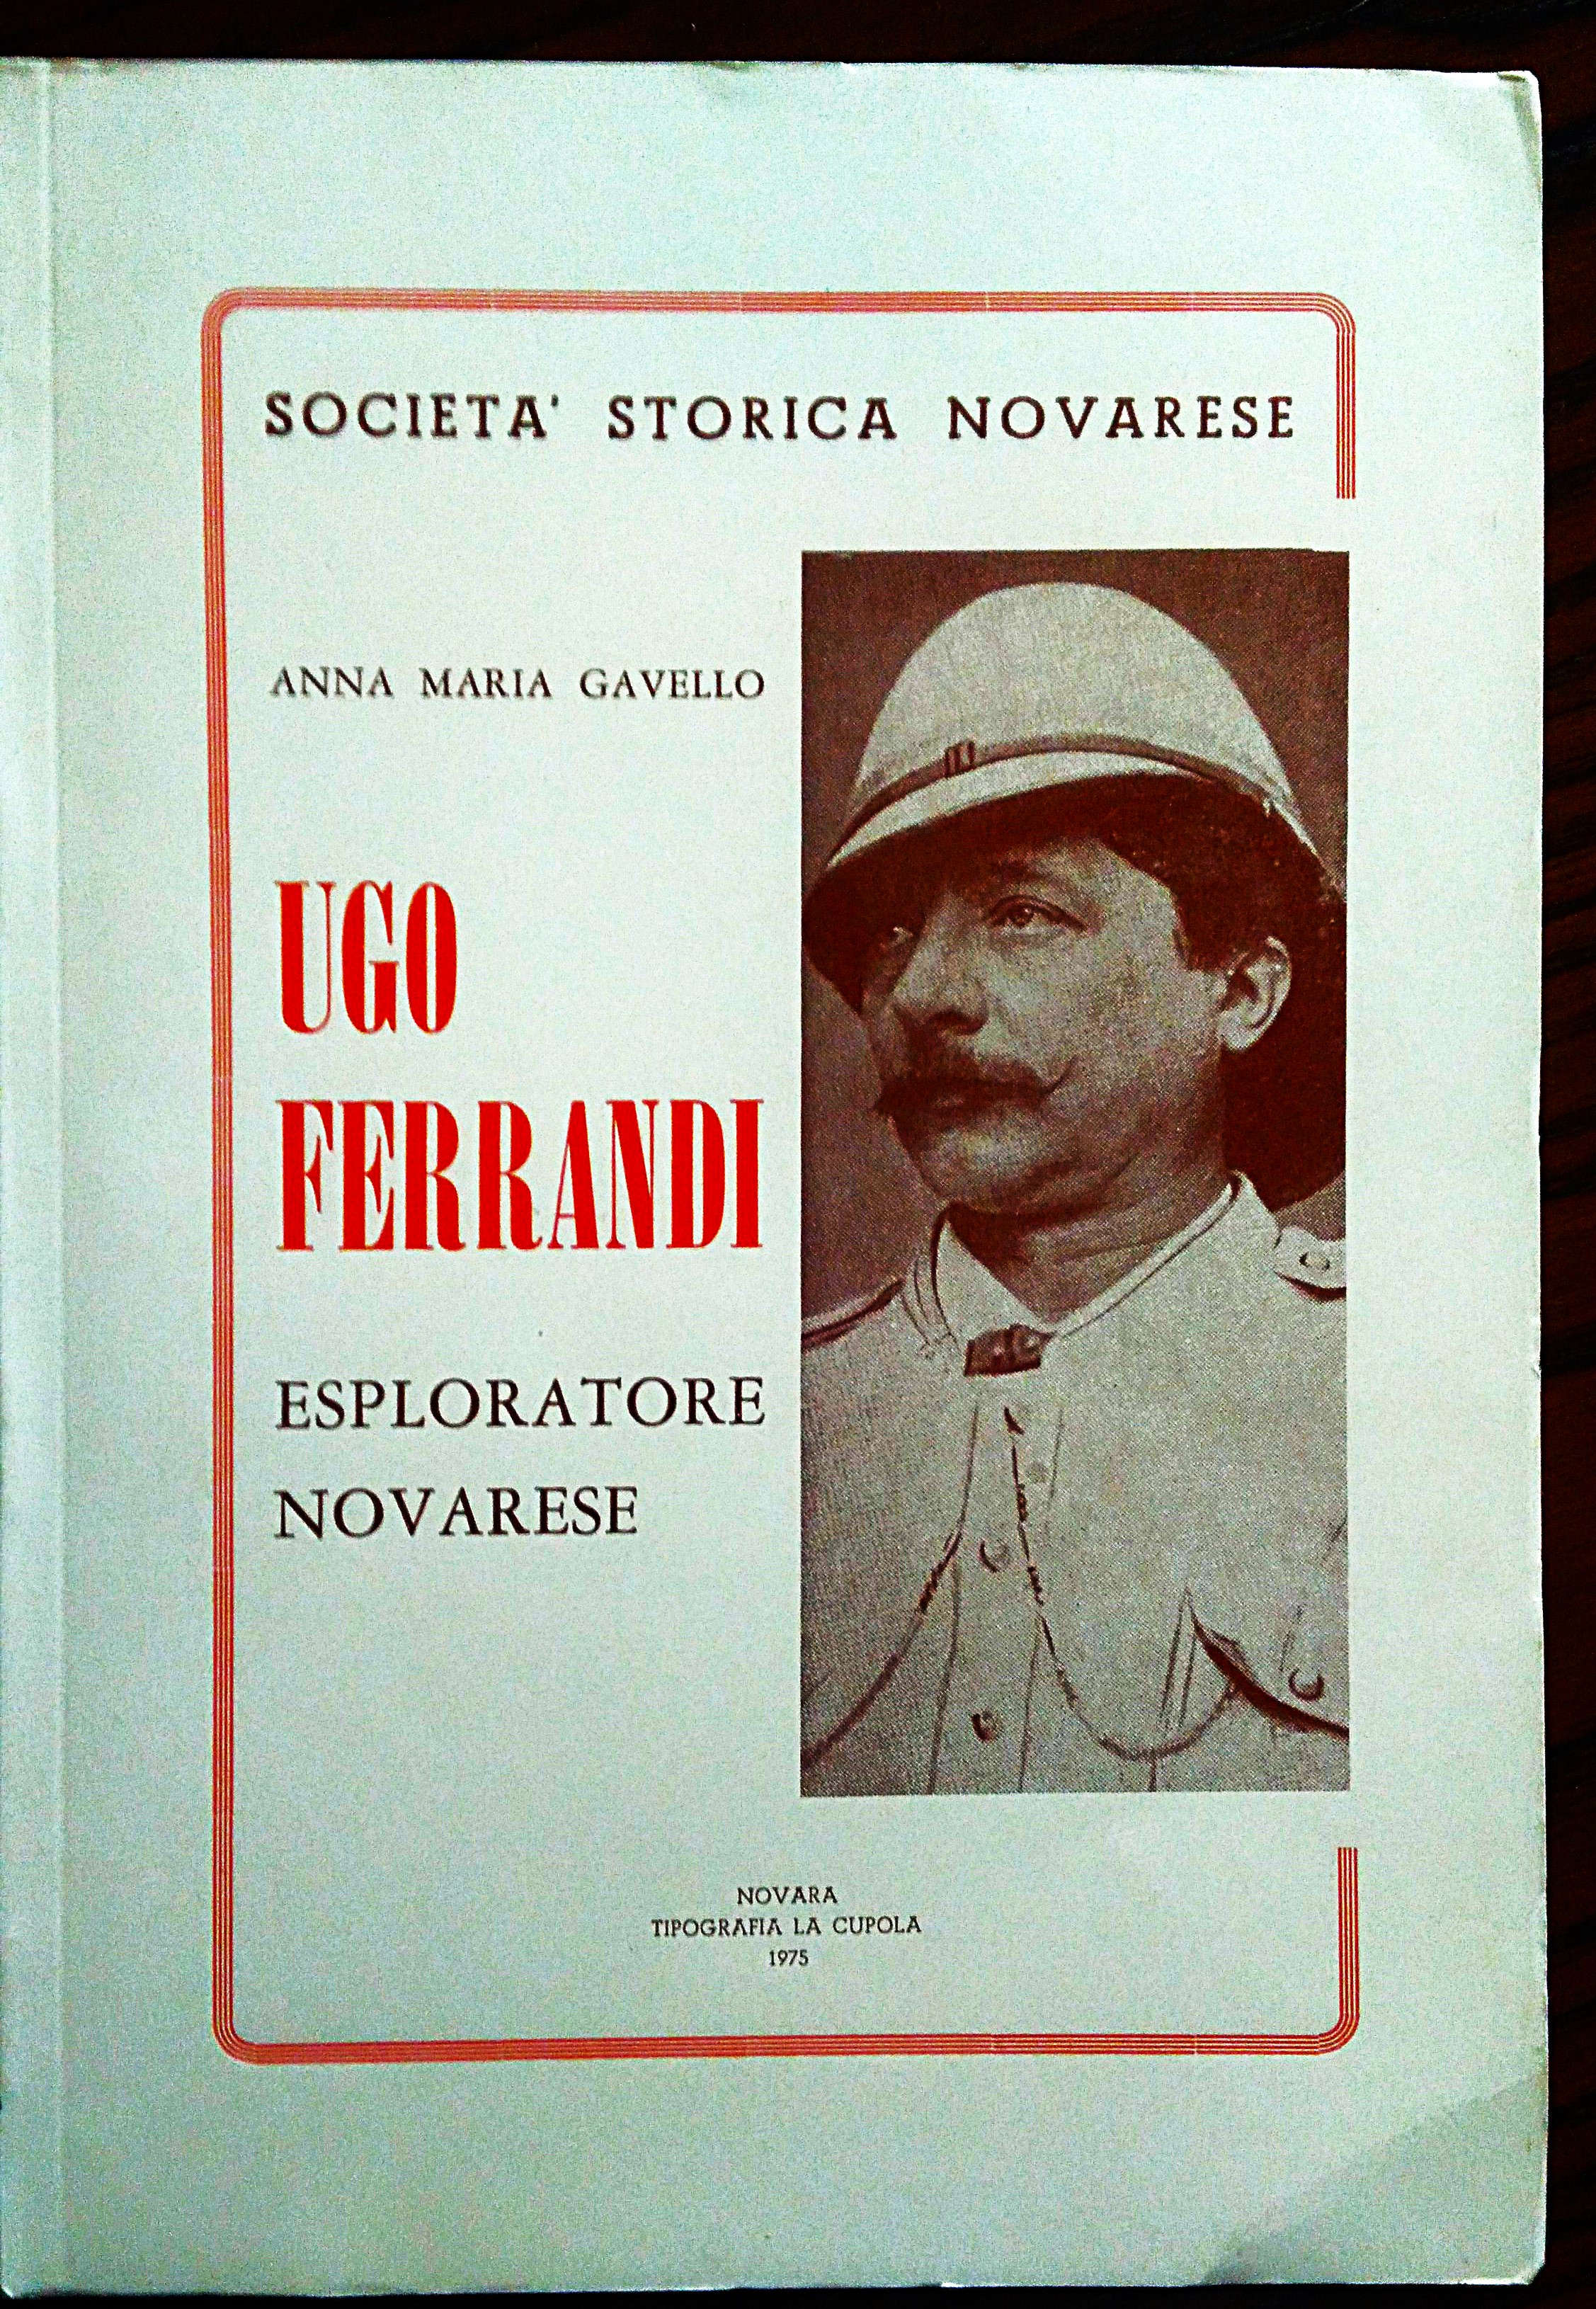 SOCIETA' STORICA NOVARESE
ANNA MARIA GAVELLO
UGO
FERRANDI
ESPLORATORE
NOVARESE
NOVARA
TIPOGRAFIA LA CUPOLA
1975